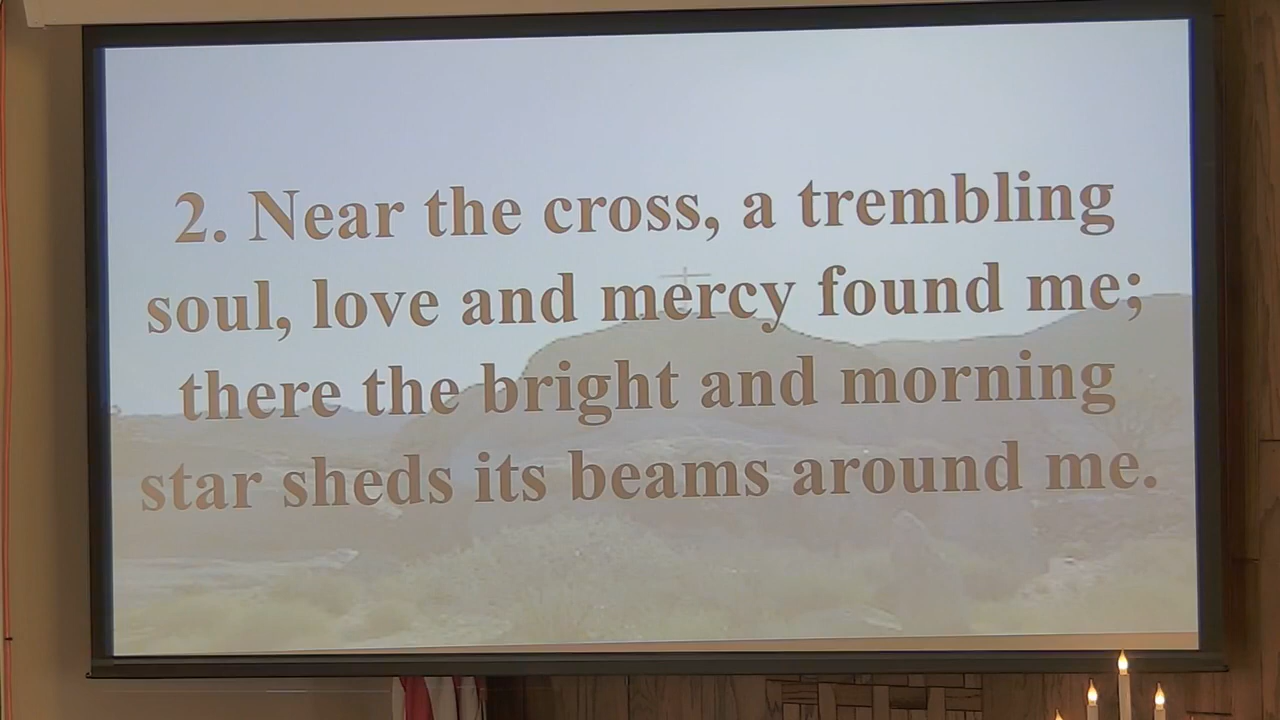 2. Near the cross, a trembling
soul, love and mercy found me;
there the bright and morning
star sheds its beams around me.